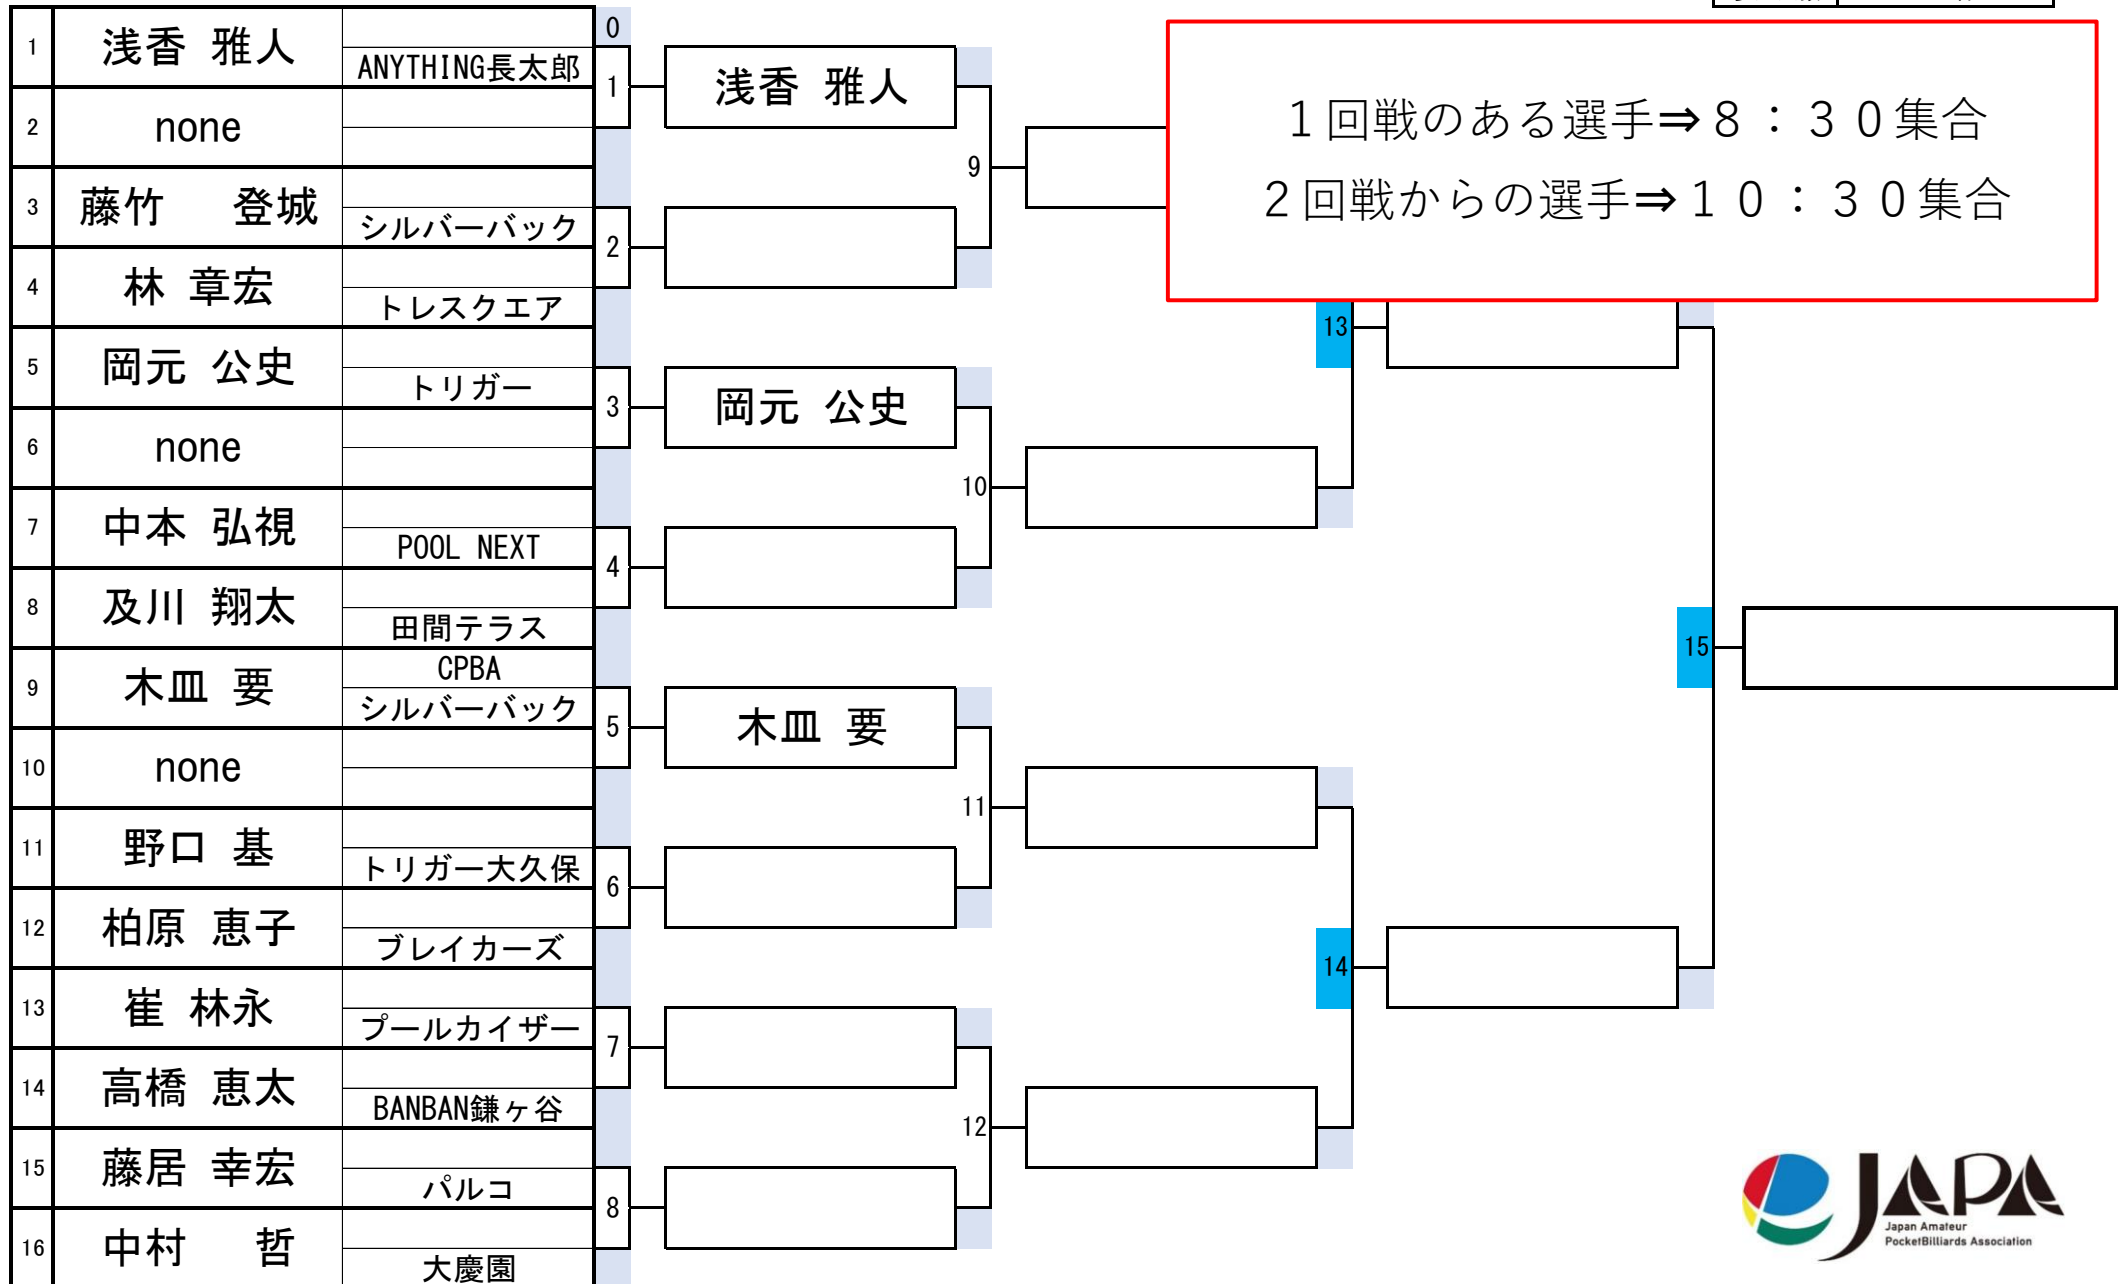 1 浅香 雅人 ANYTHING長太郎
2 none
3 藤竹 登城 シルバーバック
4 林 章宏 トレスクエア
5 岡元 公史 トリガー
6 none
7 中本 弘視 POOL NEXT
8 及川 翔太 田間テラス
9 木皿 要 CPBA シルバーバック
10 none
11 野口 基 トリガー大久保
12 柏原 恵子 ブレイカーズ
13 崔 林永 プールカイザー
14 高橋 恵太 BANBAN鎌ヶ谷
15 藤居 幸宏 パルコ
16 中村 哲 大慶園
0
1 浅香 雅人
2
3 岡元 公史
4
5 木皿 要
6
7
8
9
10
11
12
13
14
15
１回戦のある選手⇒８：３０集合
２回戦からの選手⇒１０：３０集合
JAPA
Japan Amateur
PocketBilliards Association